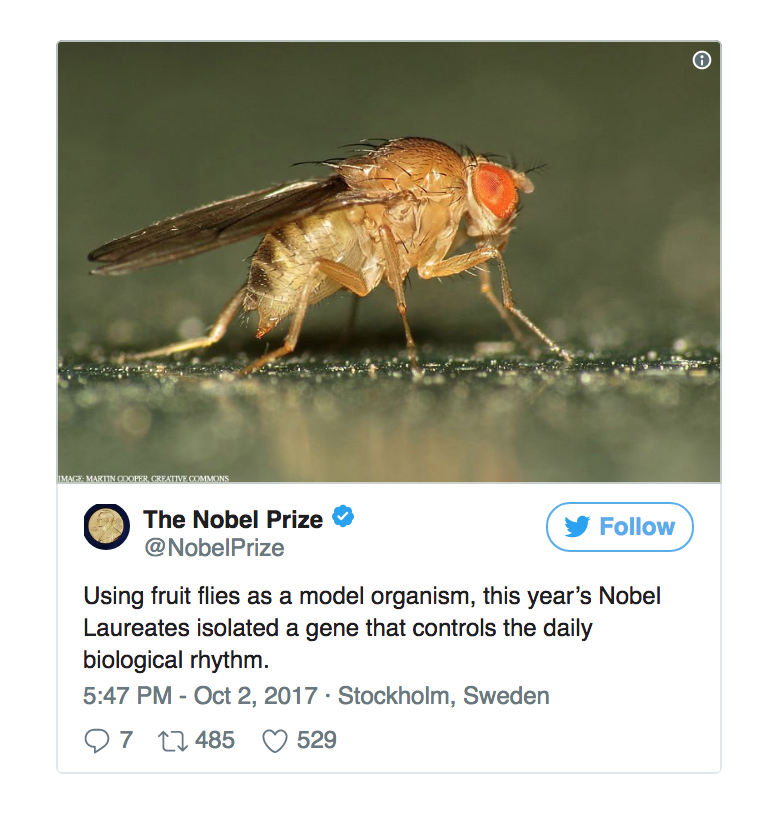 IMAGE: MARTIN COOPER, CREATIVE COMMONS
The Nobel Prize
@NobelPrize
Follow
Using fruit flies as a model organism, this year’s Nobel
Laureates isolated a gene that controls the daily
biological rhythm.
5:47 PM - Oct 2, 2017 · Stockholm, Sweden
7 485 529